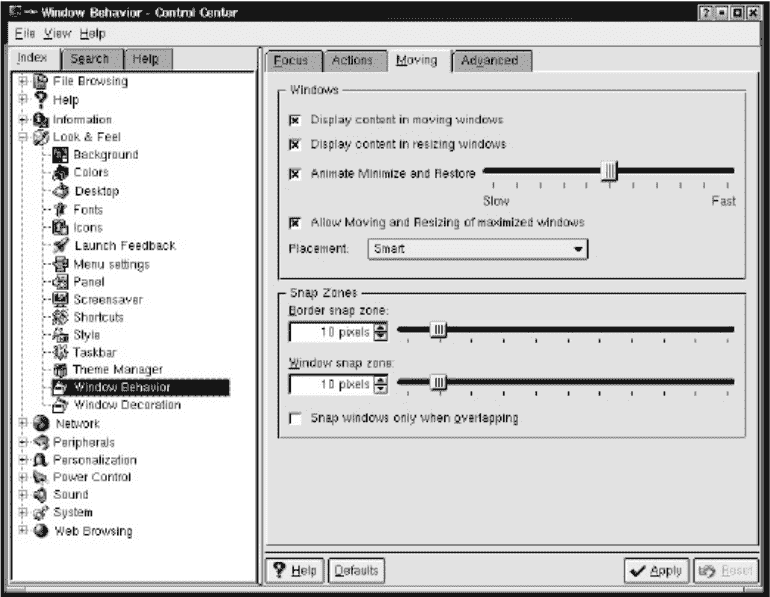 Window Behavior - Control Center
File View Help
Index Search Help
File Browsing
Help
Information
Look & Feel
Background
Colors
Desktop
Fonts
Icons
Launch Feedback
Menu settings
Panel
Screensaver
Shortcuts
Style
Taskbar
Theme Manager
Window Behavior
Window Decoration
Network
Peripherals
Personalization
Power Control
Sound
System
Web Browsing
Focus Actions Moving Advanced
Windows
Display content in moving windows
Display content in resizing windows
Animate Minimize and Restore
Slow Fast
Allow Moving and Resizing of maximized windows
Placement: Smart
Snap Zones
Border snap zone:
10 pixels
Window snap zone:
10 pixels
Snap windows only when overlapping
? Help Defaults Apply Reset